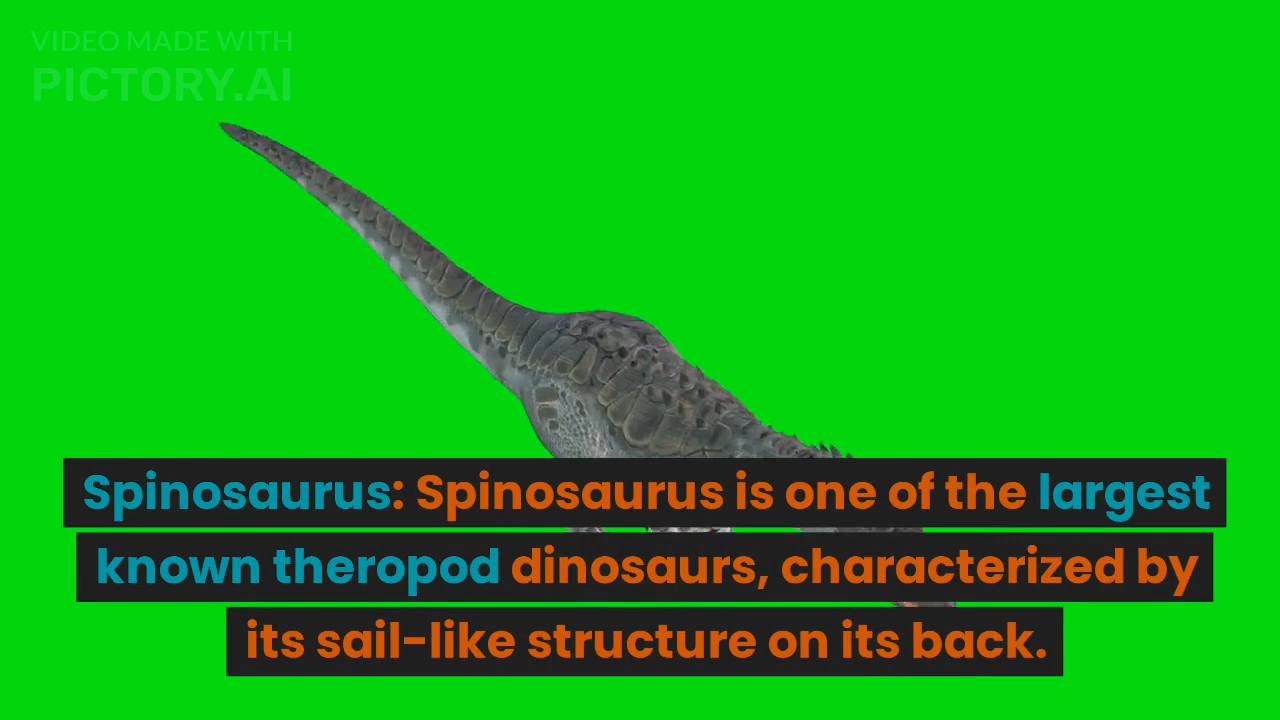 VIDEO MADE WITH
PICTORY.AI
Spinosaurus: Spinosaurus is one of the largest
known theropod dinosaurs, characterized by
its sail-like structure on its back.